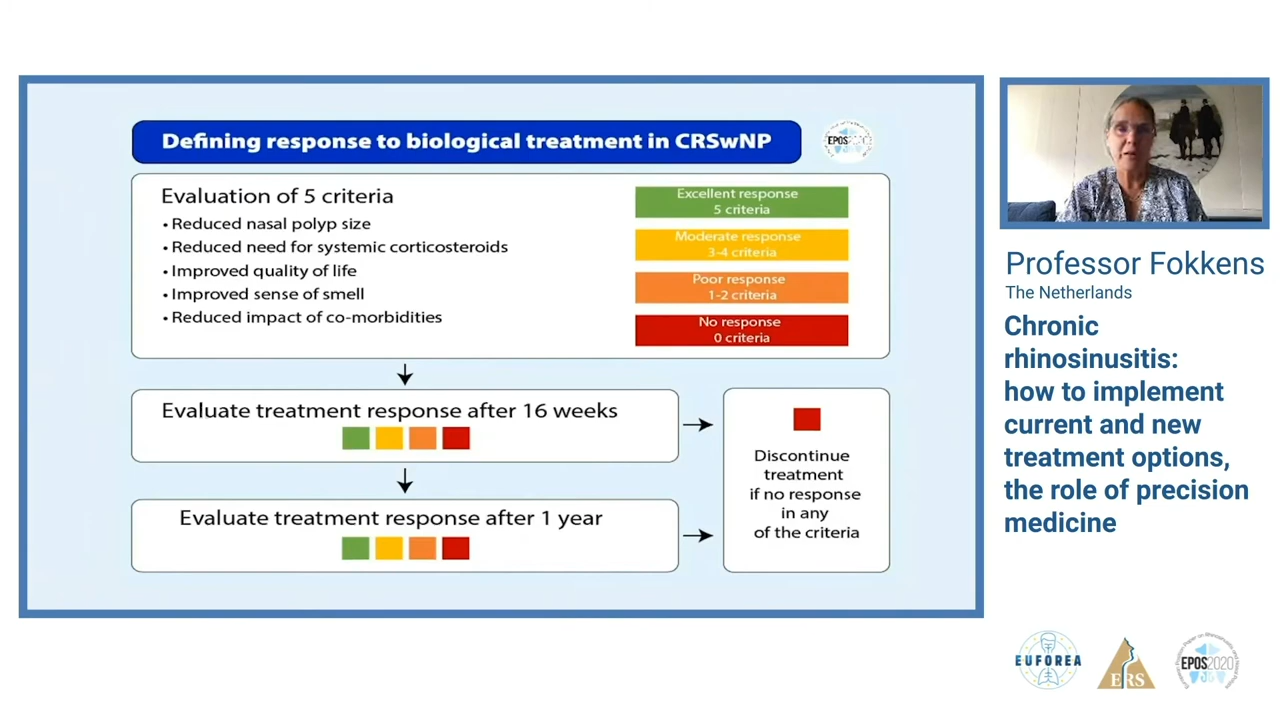 Defining response to biological treatment in CRSwNP
EPOS2020
Evaluation of 5 criteria
• Reduced nasal polyp size
• Reduced need for systemic corticosteroids
• Improved quality of life
• Improved sense of smell
• Reduced impact of co-morbidities
Excellent response
5 criteria
Moderate response
3-4 criteria
Poor response
1-2 criteria
No response
0 criteria
Evaluate treatment response after 16 weeks
Evaluate treatment response after 1 year
Discontinue
treatment
if no response
in any
of the criteria
Professor Fokkens
The Netherlands
Chronic
rhinosinusitis:
how to implement
current and new
treatment options,
the role of precision
medicine
EUFOREA
ERS
EPOS2020